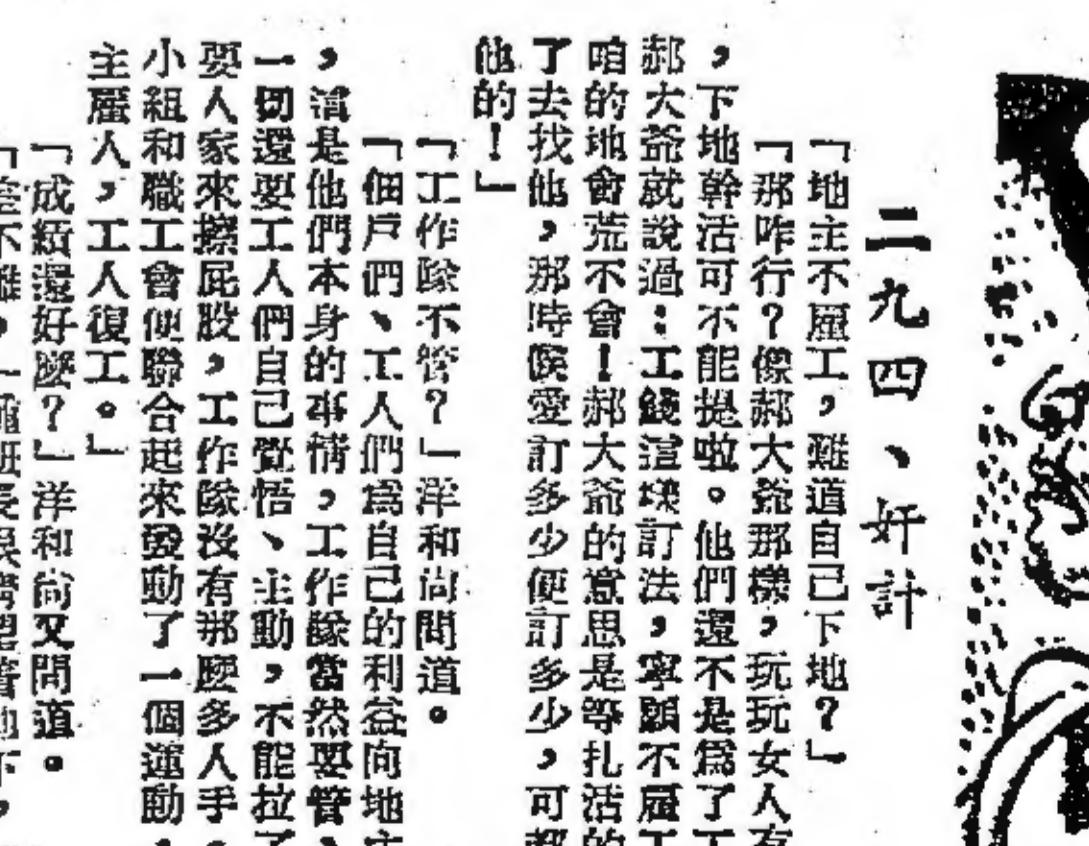 二九四、奸計
「地主不雇工，難道自己下地？」
「那咋行？像郝大爺那樣，玩玩女人有
，下地幹活可不能提啦。他們還不是爲了工
郝大爺就說過：工錢這樣訂法，寧願不雇工
咱的地會荒不會！郝大爺的意思是等扎活的
了去找他，那時候愛訂多少便訂多少，可都
他的！」
「工作隊不管？」洋和尚問道。
「佃戶們、工人們爲自己的利益向地主
，這是他們本身的事情，工作隊當然要管、
一切還要工人們自己覺悟、主動，不能拉了
要人家來擦屁股，工作隊沒有那麼多人手，
小組和職工會便聯合起來發動了一個運動，
主雇人，工人復工。」
「成績還好麼？」洋和尚又問道。
「差不離，